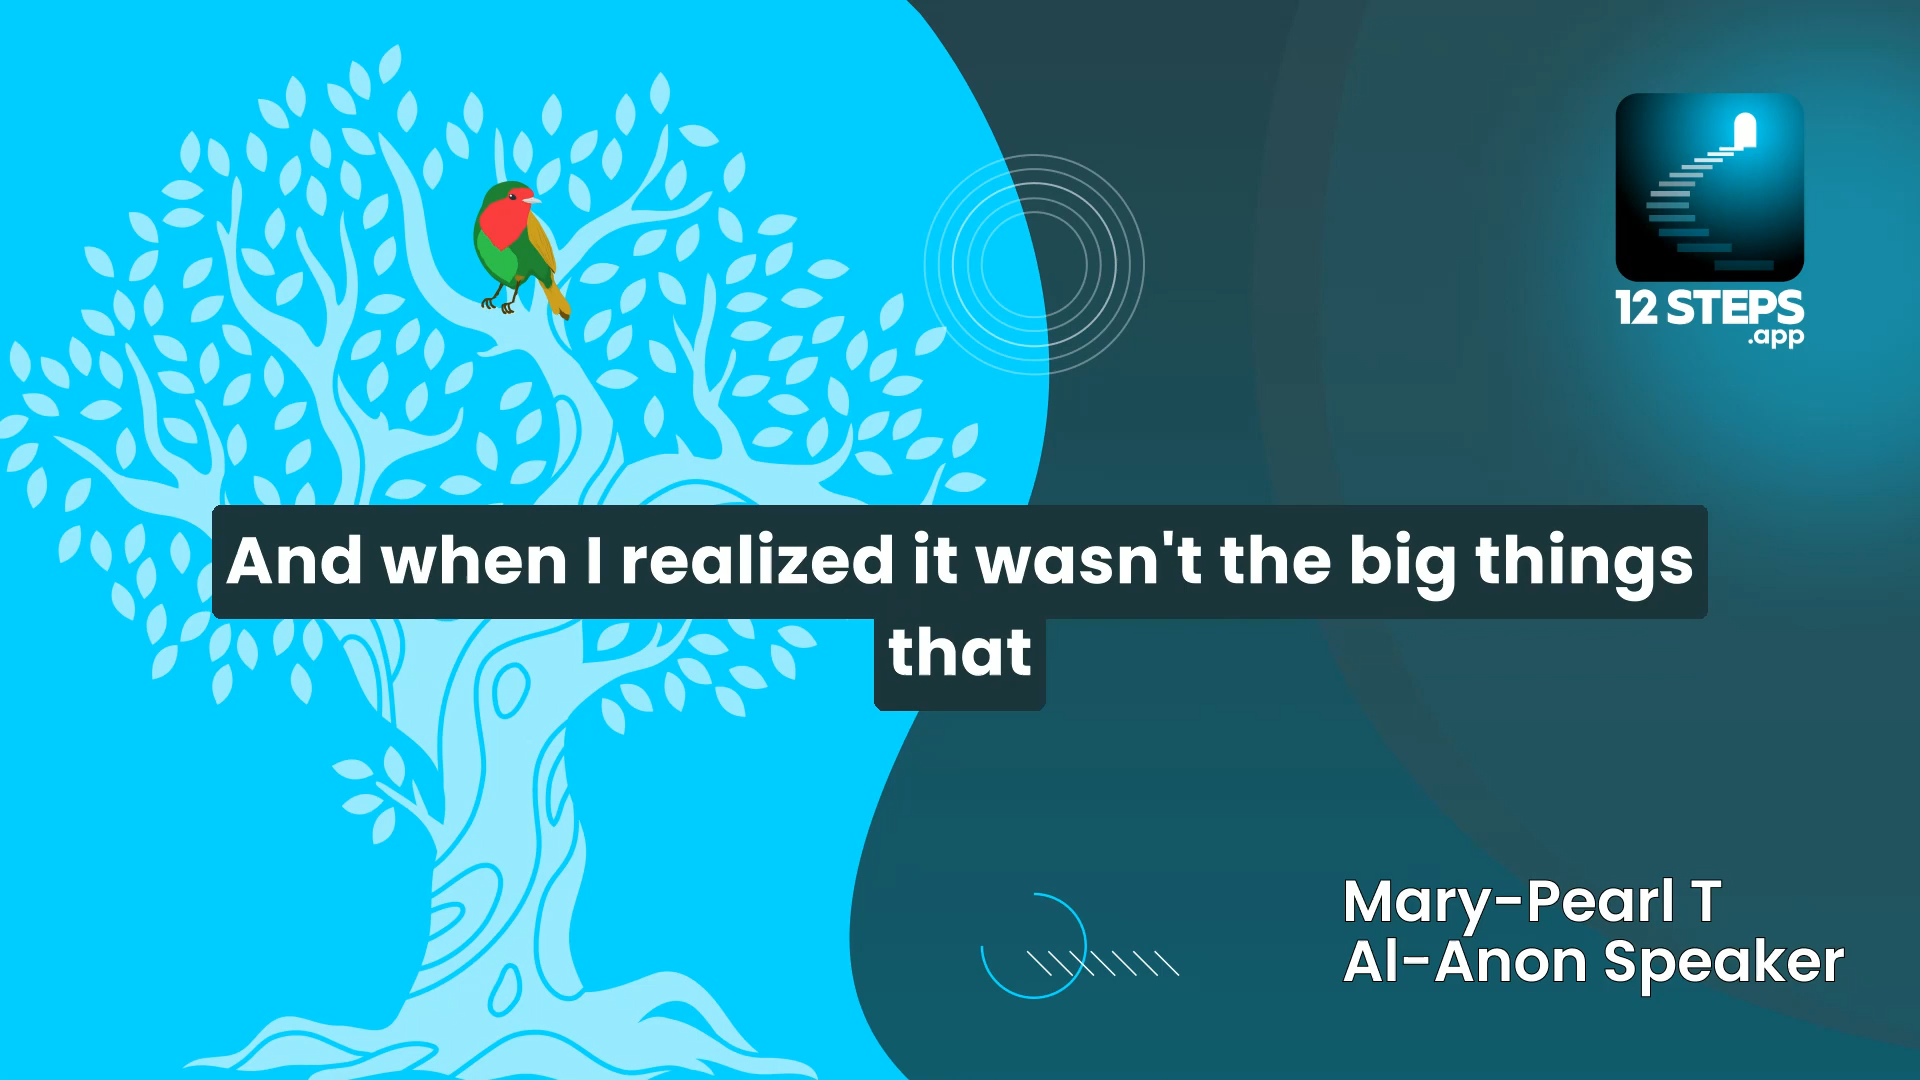 12 STEPS
.app
And when I realized it wasn't the big things
that
Mary-Pearl T
Al-Anon Speaker